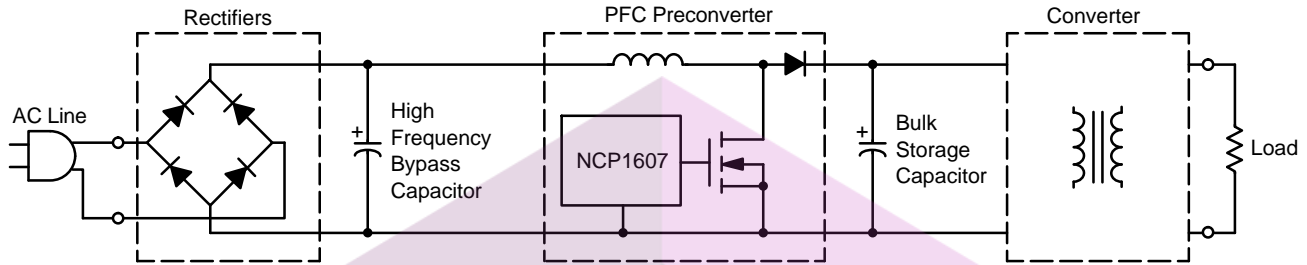 Rectifiers
PFC Preconverter
Converter
AC Line
High
Frequency
Bypass
Capacitor
+
NCP1607
+
Bulk
Storage
Capacitor
Load